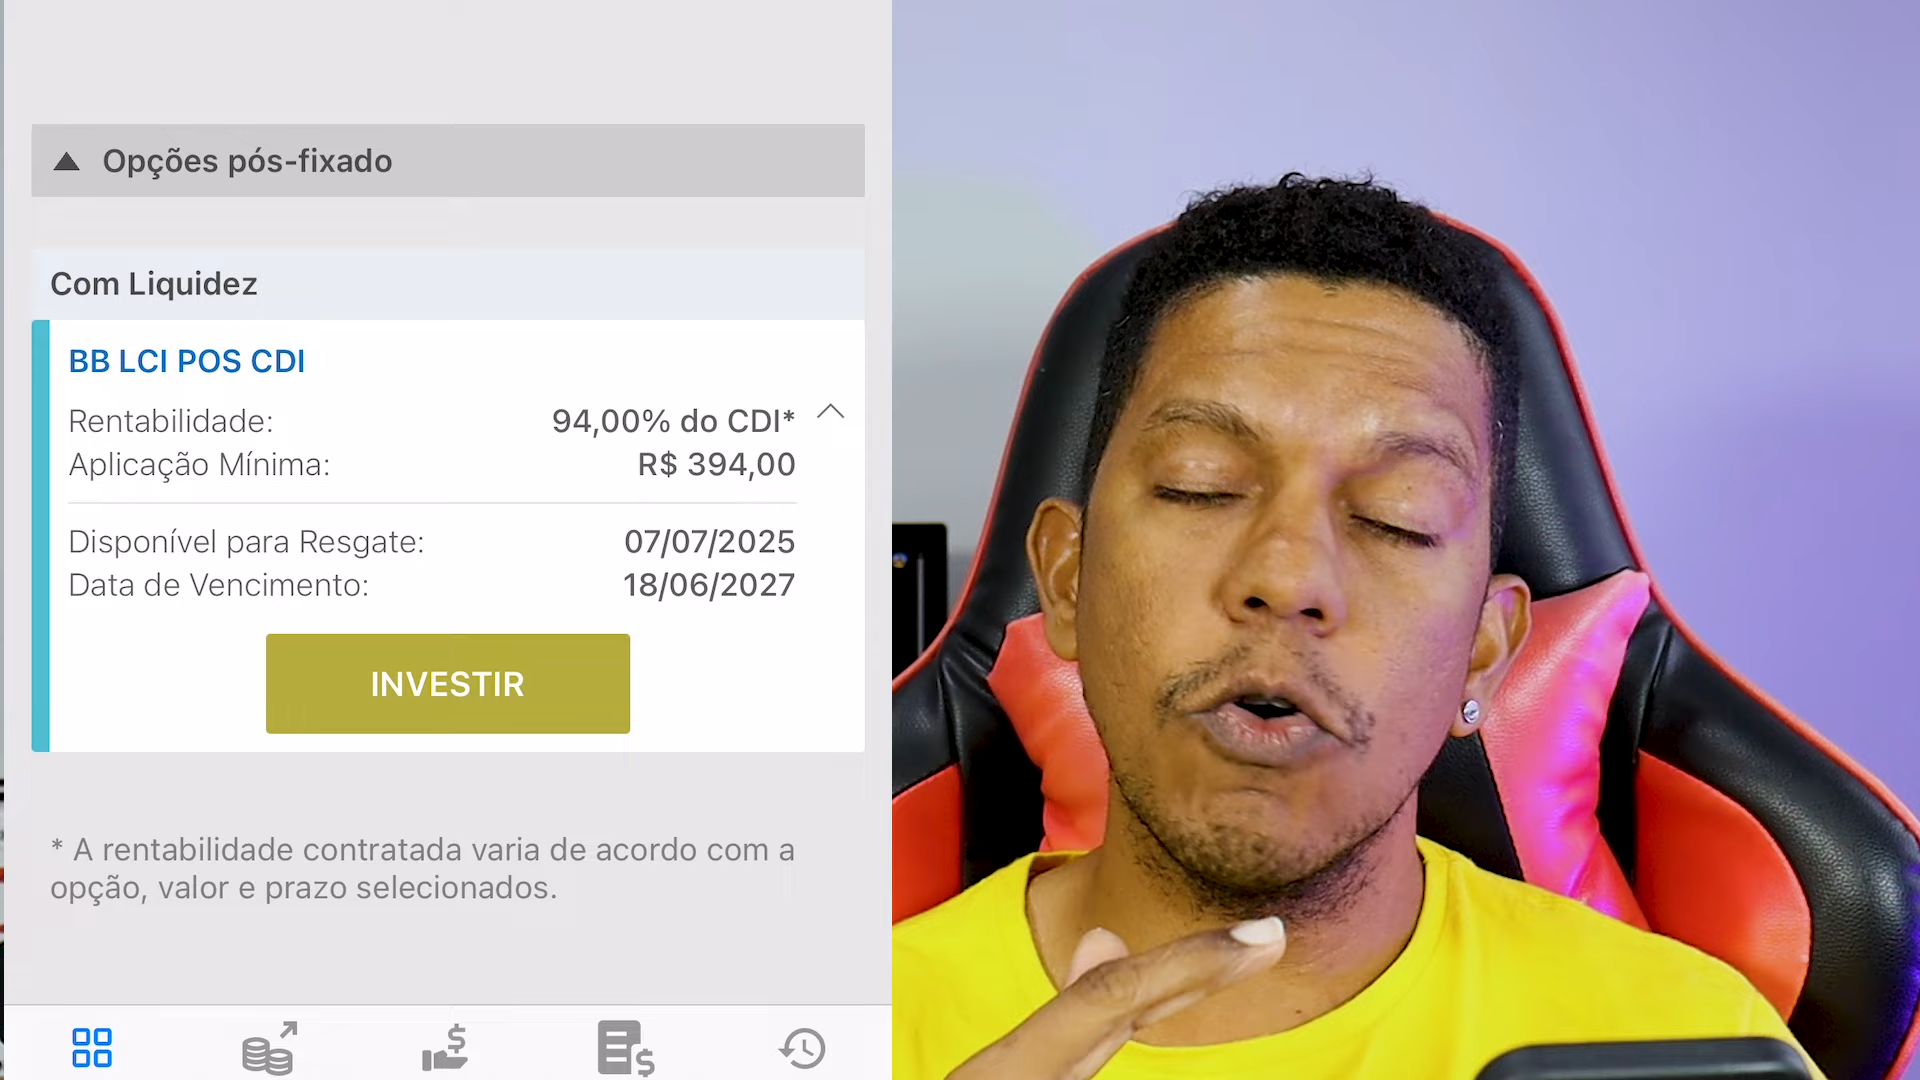 Opções pós-fixado
Com Liquidez
BB LCI POS CDI
Rentabilidade: 94,00% do CDI*
Aplicação Mínima: R$ 394,00
Disponível para Resgate: 07/07/2025
Data de Vencimento: 18/06/2027
INVESTIR
* A rentabilidade contratada varia de acordo com a
opção, valor e prazo selecionados.